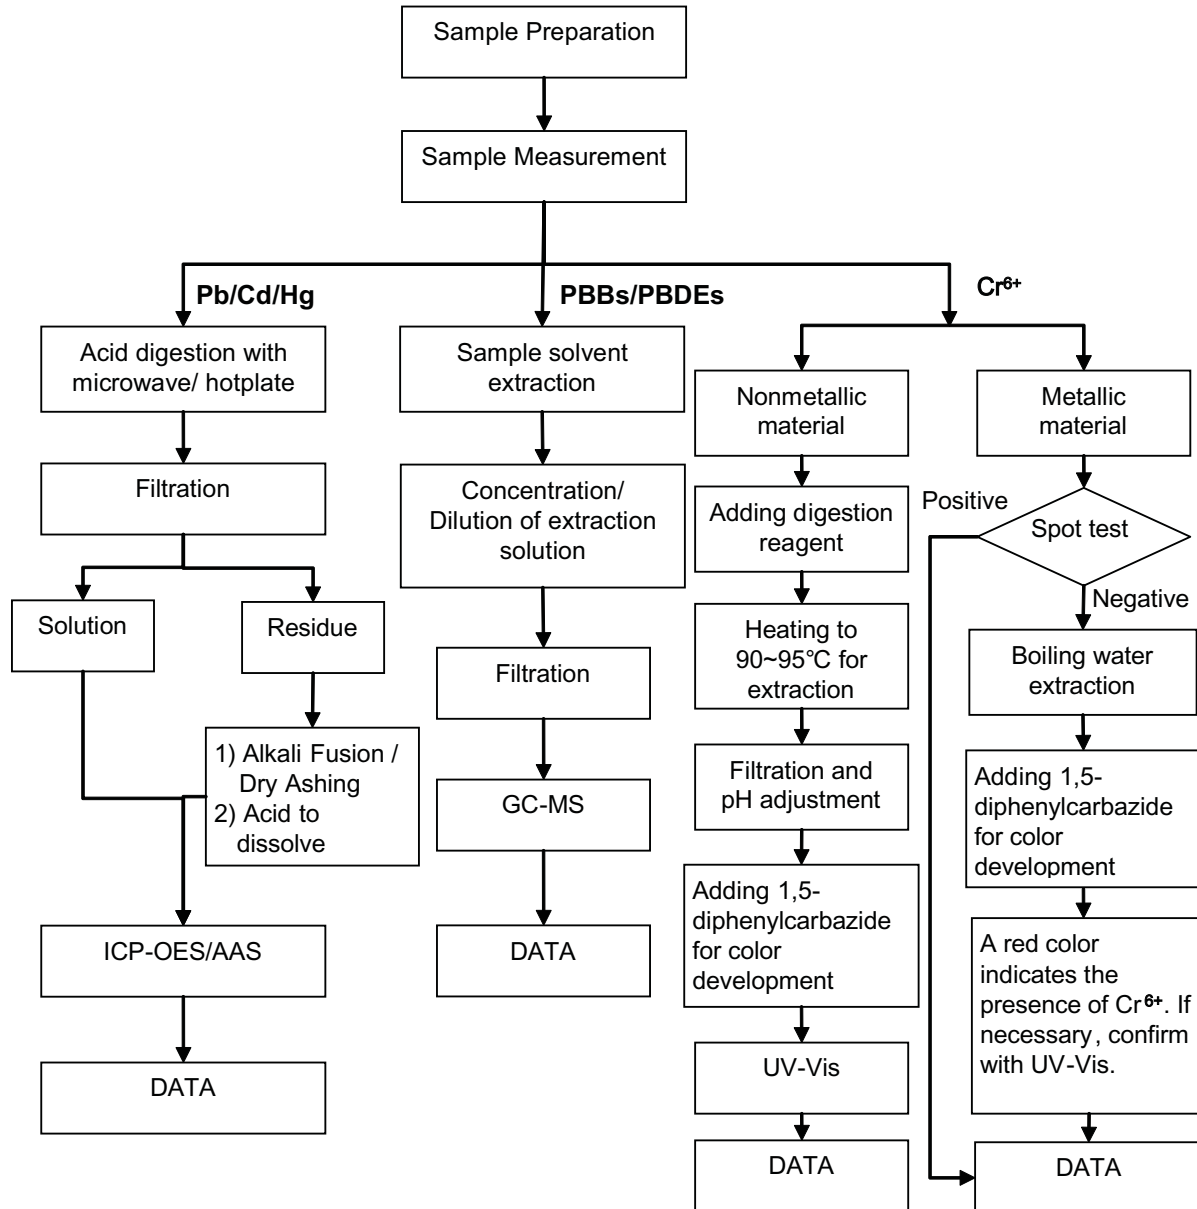 Sample Preparation
Sample Measurement
Pb/Cd/Hg
PBBs/PBDEs
Cr6+
Acid digestion with
microwave/ hotplate
Filtration
Solution
Residue
1) Alkali Fusion /
Dry Ashing
2) Acid to
dissolve
ICP-OES/AAS
DATA
Sample solvent
extraction
Concentration/
Dilution of extraction
solution
Filtration
GC-MS
DATA
Nonmetallic
material
Adding digestion
reagent
Heating to
90~95℃ for
extraction
Filtration and
pH adjustment
Adding 1,5-
diphenylcarbazide
for color
development
UV-Vis
DATA
Metallic
material
Positive
Spot test
Negative
Boiling water
extraction
Adding 1,5-
diphenylcarbazide
for color
development
A red color
indicates the
presence of Cr6+. If
necessary, confirm
with UV-Vis.
DATA